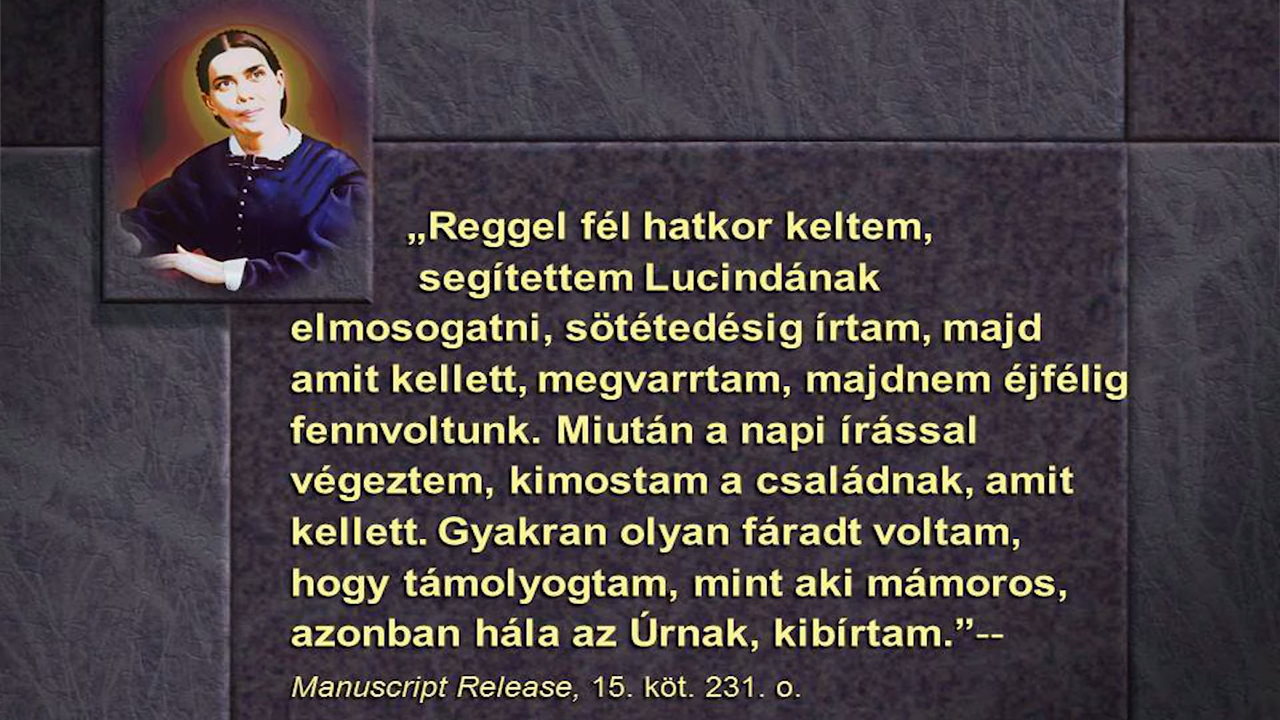 „Reggel fél hatkor keltem,
segítettem Lucindának
elmosogatni, sötétedésig írtam, majd
amit kellett, megvarrtam, majdnem éjfélig
fennvoltunk. Miután a napi írással
végeztem, kimostam a családnak, amit
kellett. Gyakran olyan fáradt voltam,
hogy támolyogtam, mint aki mámoros,
azonban hála az Úrnak, kibírtam.”--
Manuscript Release, 15. köt. 231. o.